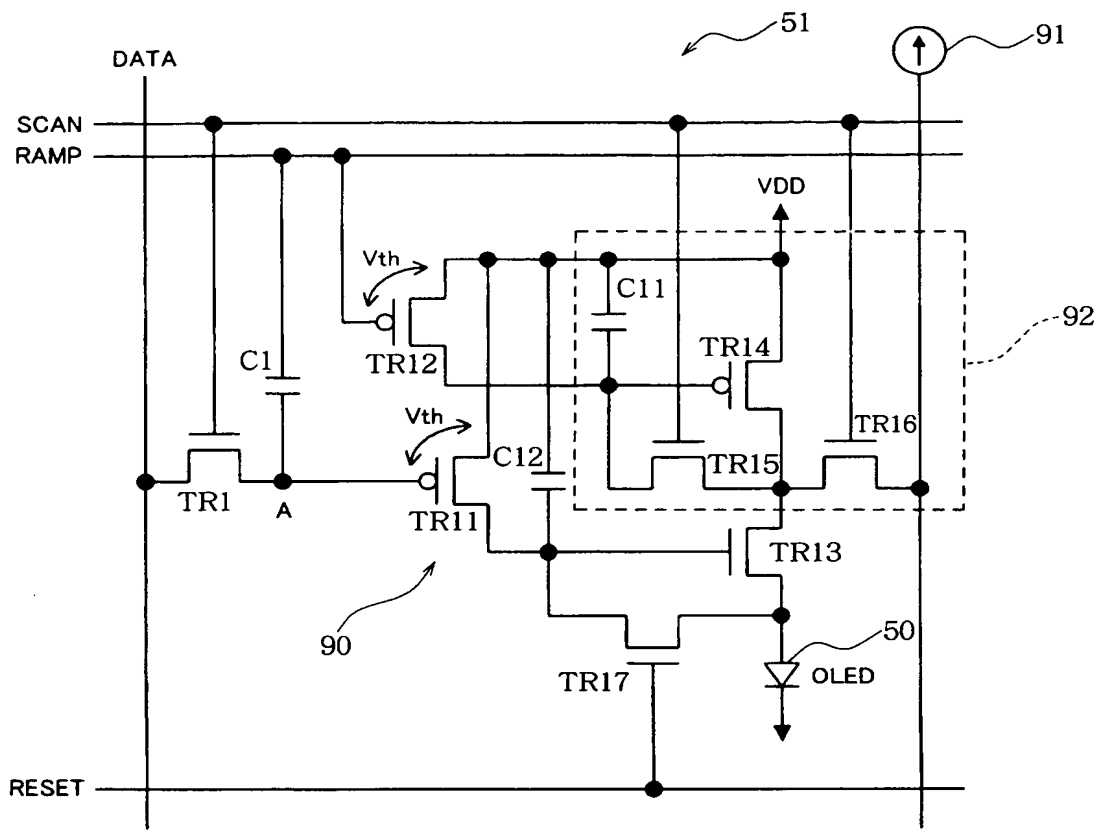 51
91
DATA
SCAN
RAMP
VDD
Vth
C11
92
TR14
TR12
C1
Vth
TR16
C12
TR15
TR1
A
TR11
TR13
90
50
TR17
OLED
RESET